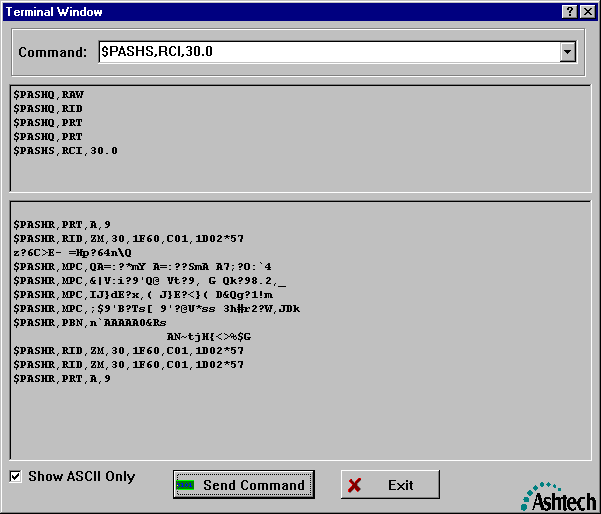 Terminal Window
Command: $PASHS,RCI,30.0
$PASHQ,RAW
$PASHQ,RID
$PASHQ,PRT
$PASHQ,PRT
$PASHS,RCI,30.0
$PASHR,PRT,A,9
$PASHR,RID,ZM,30,1F60,C01,1D02*57
z?6C>E- =Mp?64n\Q
$PASHR,MPC,QA=:?*mY A=:??SmA A7;?O:`4
$PASHR,MPC,&|V:i?9'Q@ Vt?9, G Qk?98.2,_
$PASHR,MPC,IJ}dE?x,( J}E?<}( D&Qg?1!m
$PASHR,MPC,;$9'B?Ts[ 9'?@U*ss 3h#r2?W,JDk
$PASHR,PBN,n`AAAAAO&Rs
AN~tjH{<>%$G
$PASHR,RID,ZM,30,1F60,C01,1D02*57
$PASHR,RID,ZM,30,1F60,C01,1D02*57
$PASHR,PRT,A,9
Show ASCII Only
Send Command
Exit
Ashtech